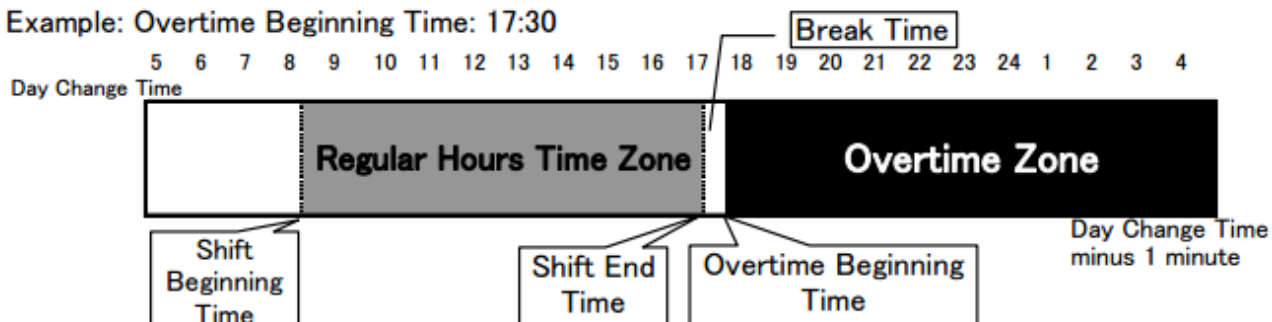 Example: Overtime Beginning Time: 17:30
Break Time
5 6 7 8 9 10 11 12 13 14 15 16 17 18 19 20 21 22 23 24 1 2 3 4
Day Change Time
Regular Hours Time Zone
Overtime Zone
Day Change Time
minus 1 minute
Shift
Beginning
Time
Shift End
Time
Overtime Beginning
Time